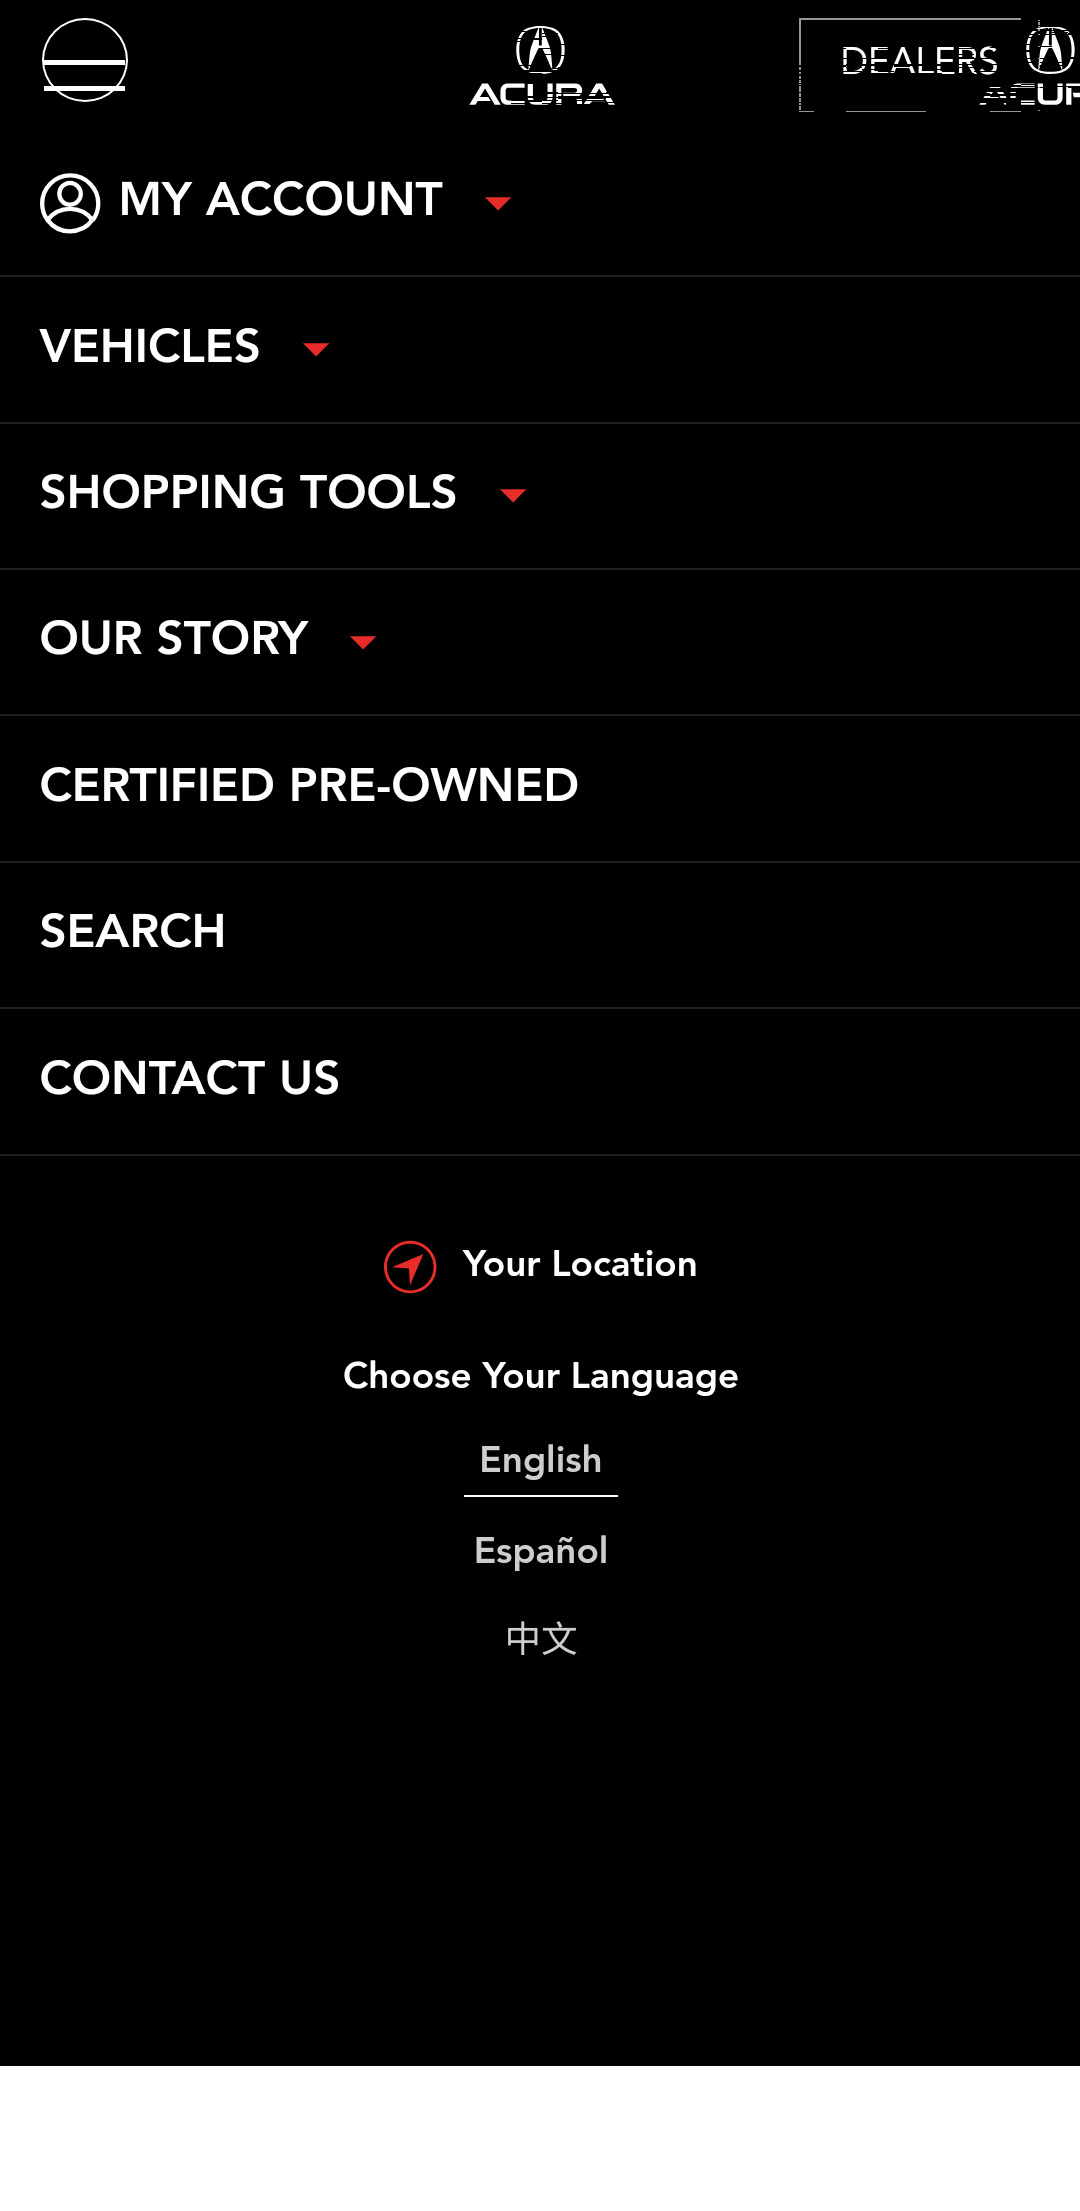 ACURA
DEALERS
MY ACCOUNT
VEHICLES
SHOPPING TOOLS
OUR STORY
CERTIFIED PRE-OWNED
SEARCH
CONTACT US
Your Location
Choose Your Language
English
Español
中文